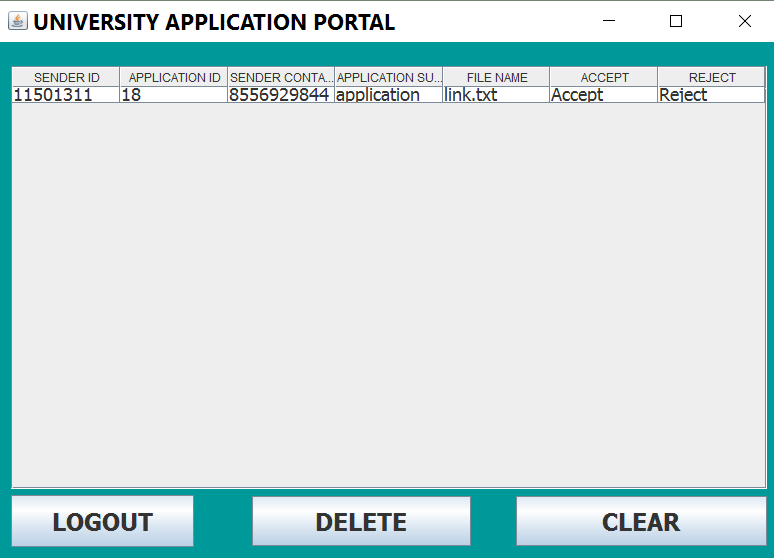 UNIVERSITY APPLICATION PORTAL
SENDER ID APPLICATION ID SENDER CONTA... APPLICATION SU... FILE NAME ACCEPT REJECT
11501311 18 8556929844 application link.txt Accept Reject
LOGOUT DELETE CLEAR